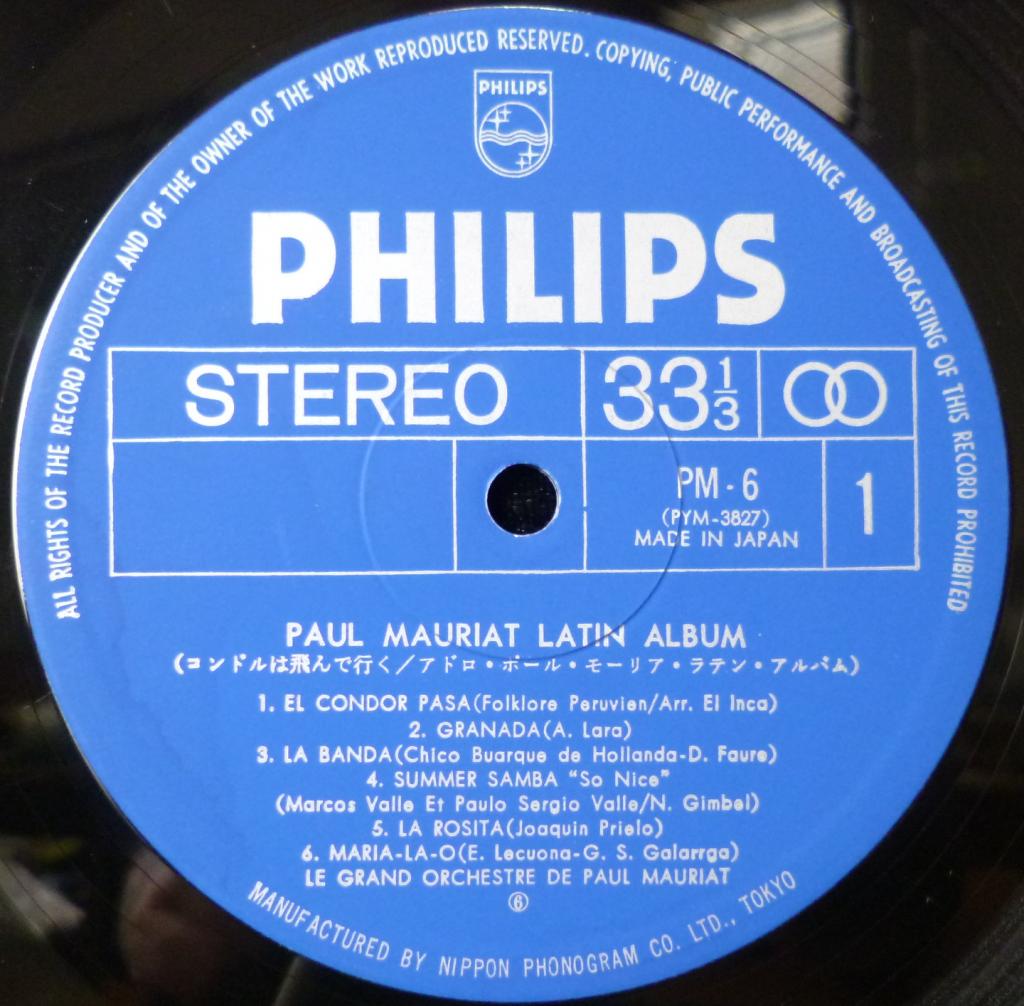 ALL RIGHTS OF THE RECORD PRODUCER AND OF THE OWNER OF THE WORK REPRODUCED RESERVED. COPYING, PUBLIC PERFORMANCE AND BROADCASTING OF THIS RECORD PROHIBITED
PHILIPS
PHILIPS
STEREO 33 1/3
PM-6
(PYM-3827)
MADE IN JAPAN
1
PAUL MAURIAT LATIN ALBUM
(コンドルは飛んで行く/アドロ・ポール・モーリア・ラテン・アルバム)
1. EL CONDOR PASA(Folklore Peruvien/Arr. El Inca)
2. GRANADA(A. Lara)
3. LA BANDA(Chico Buarque de Hollanda-D. Faure)
4. SUMMER SAMBA "So Nice"
(Marcos Valle Et Paulo Sergio Valle/N. Gimbel)
5. LA ROSITA(Joaquin Prielo)
6. MARIA-LA-O(E. Lecuona-G. S. Galarrga)
LE GRAND ORCHESTRE DE PAUL MAURIAT
⑥
MANUFACTURED BY NIPPON PHONOGRAM CO. LTD., TOKYO